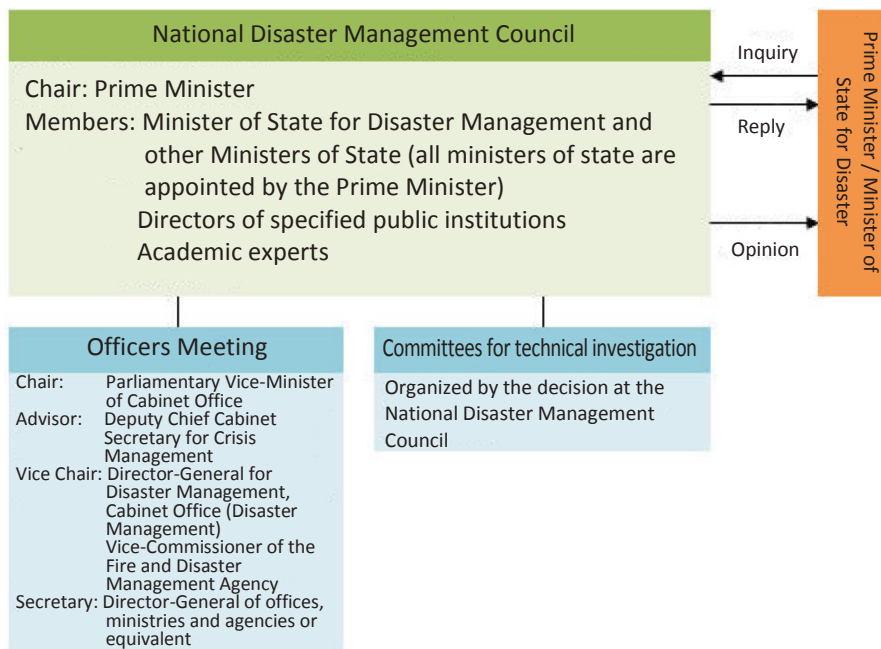 National Disaster Management Council
Chair: Prime Minister
Members: Minister of State for Disaster Management and
other Ministers of State (all ministers of state are
appointed by the Prime Minister)
Directors of specified public institutions
Academic experts
Inquiry
Reply
Opinion
Prime Minister / Minister of
State for Disaster
Officers Meeting
Chair: Parliamentary Vice-Minister
of Cabinet Office
Advisor: Deputy Chief Cabinet
Secretary for Crisis
Management
Vice Chair: Director-General for
Disaster Management,
Cabinet Office (Disaster
Management)
Vice-Commissioner of the
Fire and Disaster
Management Agency
Secretary: Director-General of offices,
ministries and agencies or
equivalent
Committees for technical investigation
Organized by the decision at the
National Disaster Management
Council